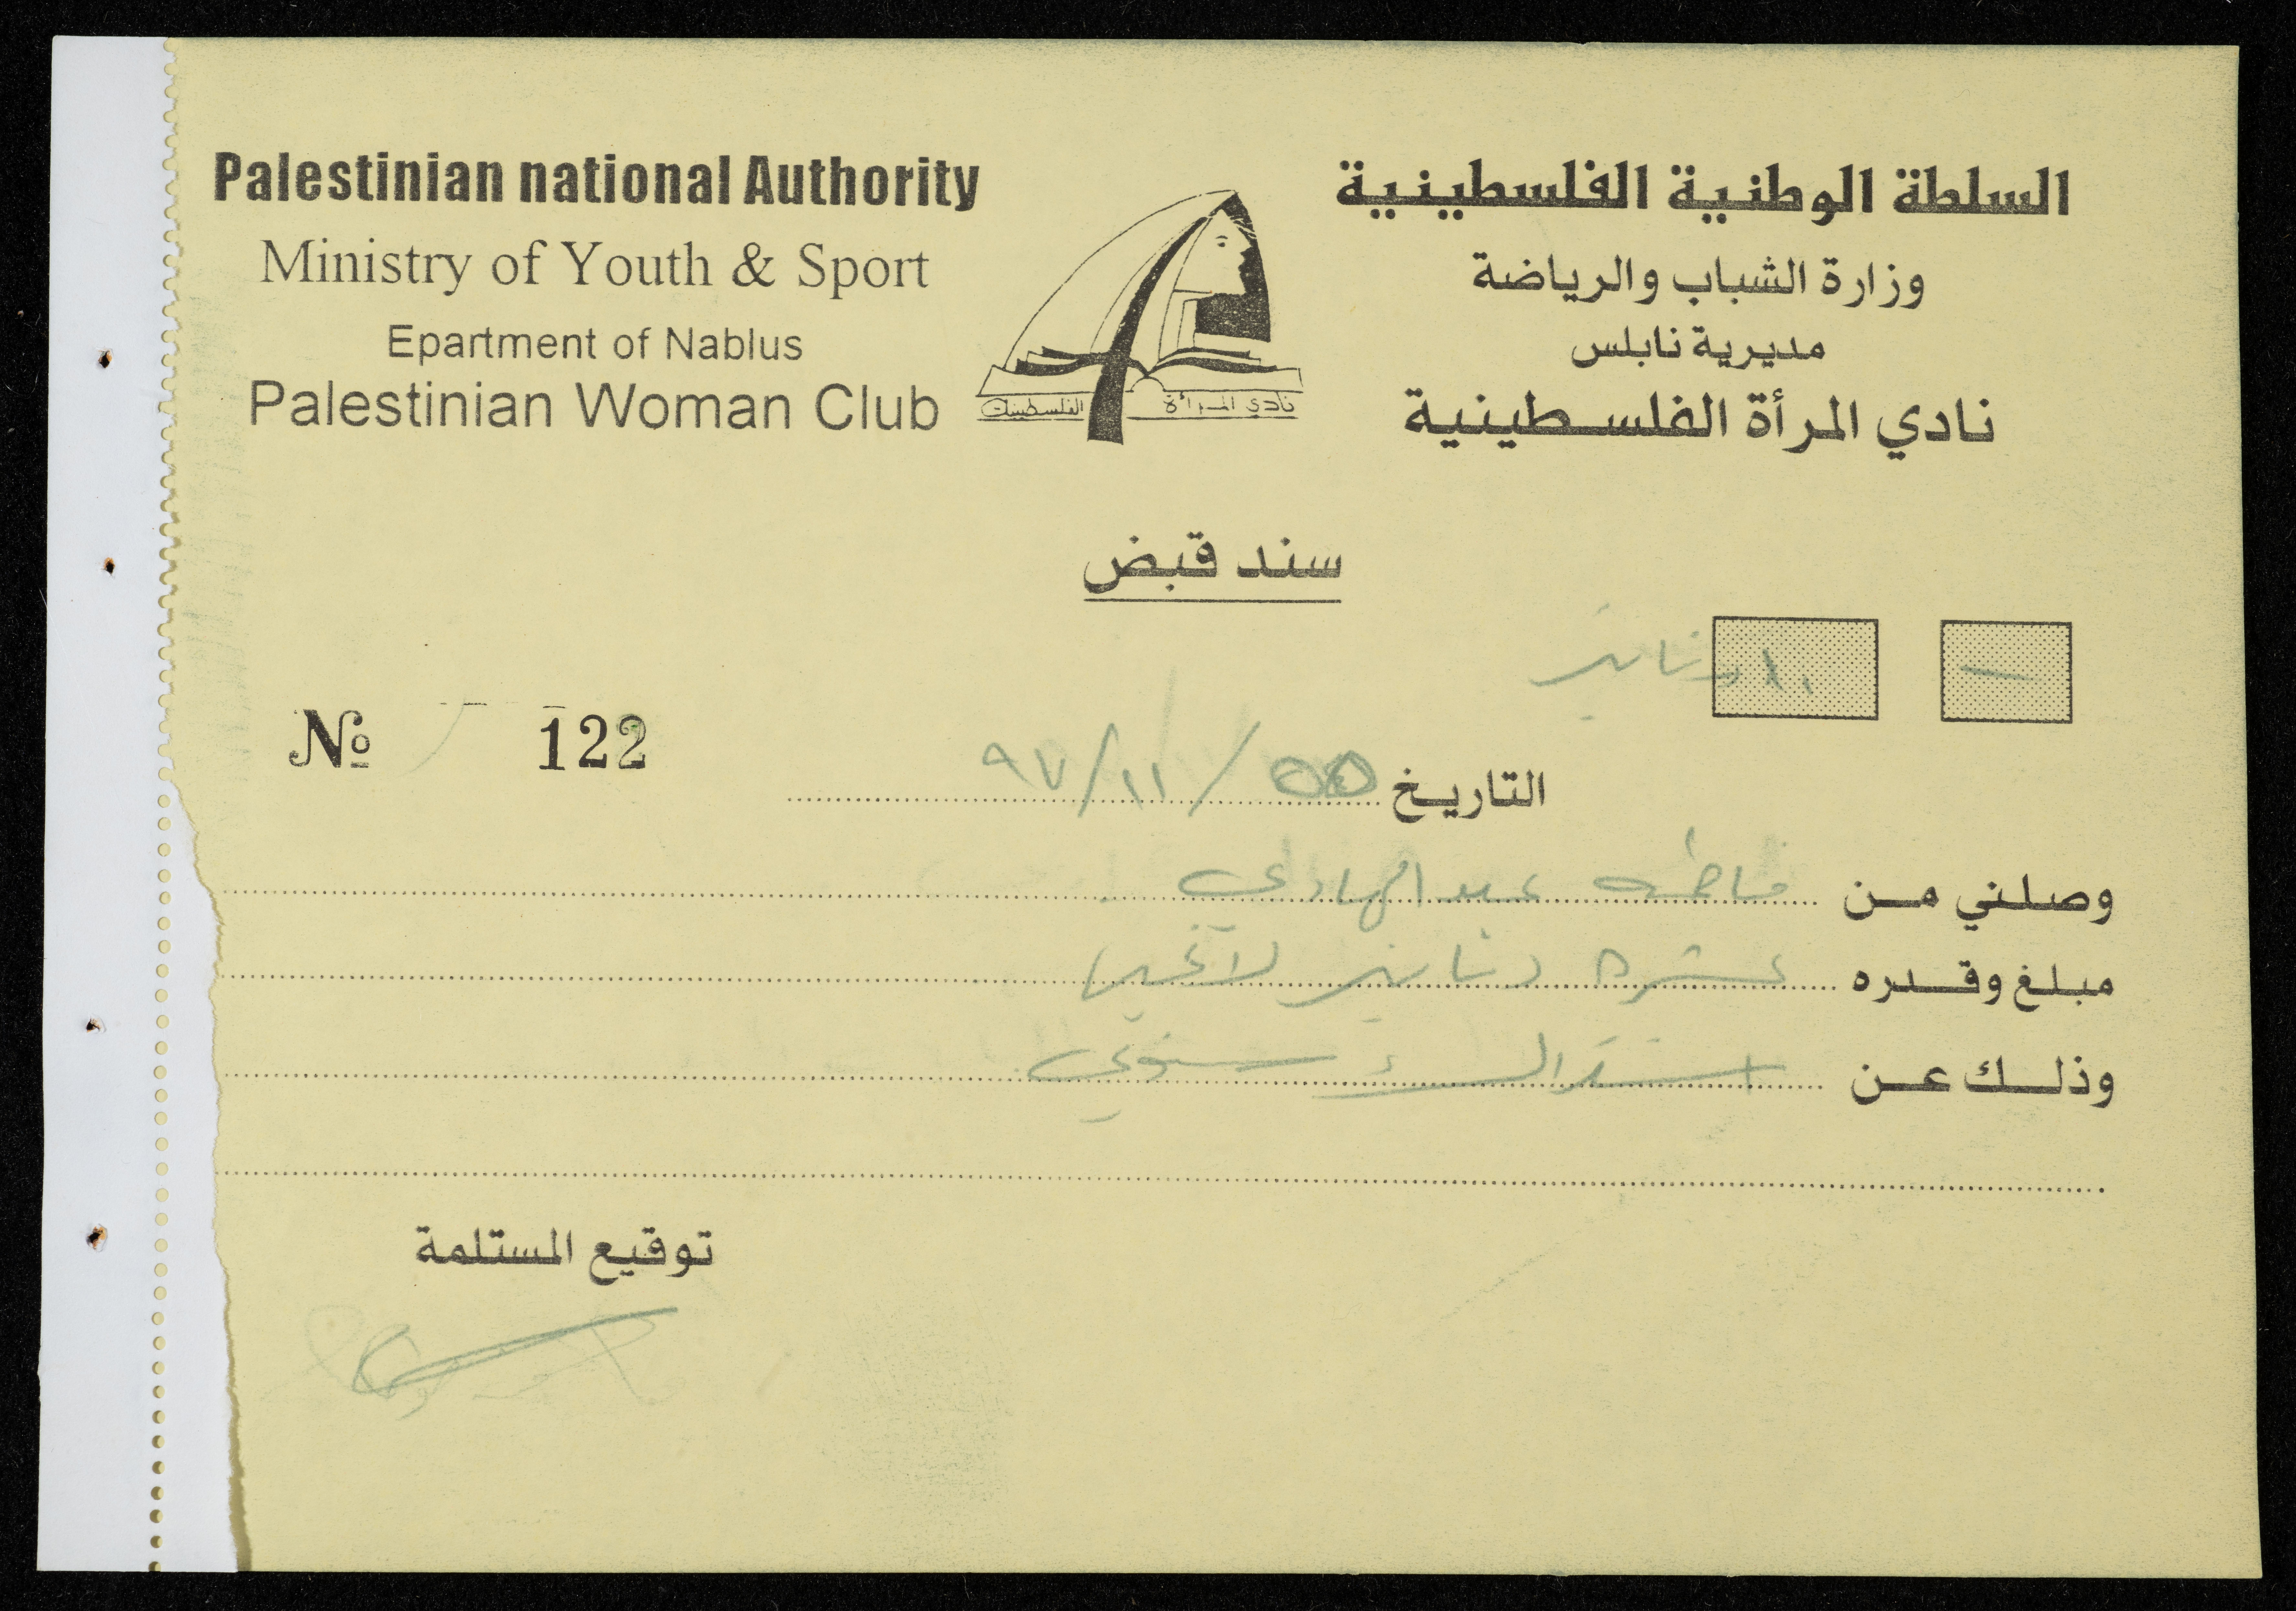 Palestinian national Authority
Ministry of Youth & Sport
Epartment of Nablus
Palestinian Woman Club
السلطة الوطنية الفلسطينية
وزارة الشباب والرياضة
مديرية نابلس
نادي المرأة الفلسطينية
نادي المرأة الفلسطينية
سند قبض
— ١٠ دنانير
№ 122
التاريخ ٥٥ / ١١ / ٩٧
وصلني من فاطمه عبد الهادي
مبلغ وقدره عشره دنانير لا غير
وذلك عن اشتراك سنوي
توقيع المستلمة